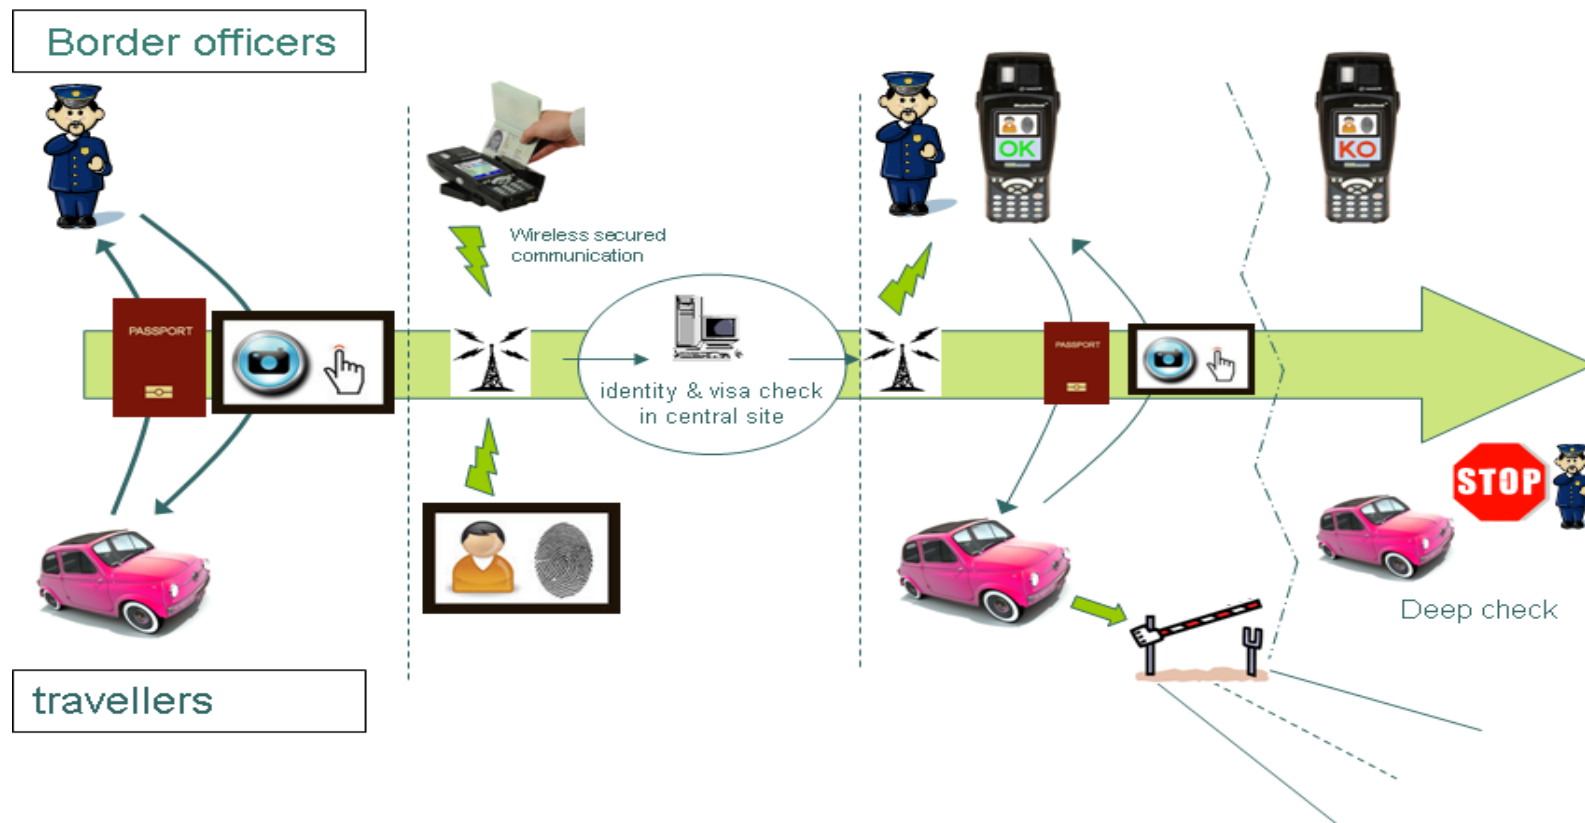 Border officers
Wireless secured
communication
OK
KO
PASSPORT
identity & visa check
in central site
PASSPORT
STOP
Deep check
travellers